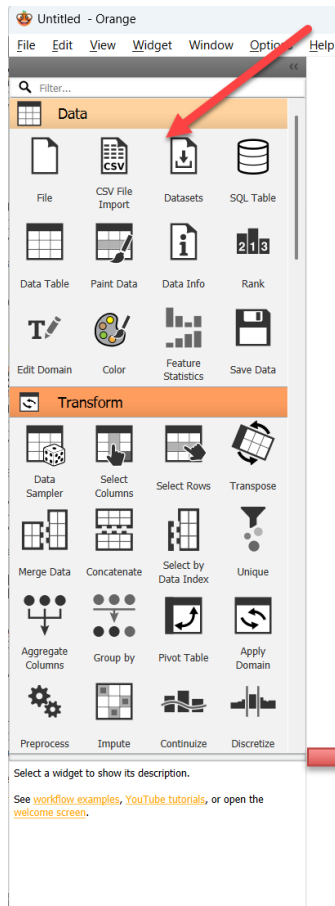 Untitled - Orange
File Edit View Widget Window Options Help
Filter...
Data
File CSV File Import Datasets SQL Table
CSV
Data Table Paint Data Data Info Rank
2 1 3
Edit Domain Color Feature Statistics Save Data
Transform
Data Sampler Select Columns Select Rows Transpose
Merge Data Concatenate Select by Data Index Unique
Aggregate Columns Group by Pivot Table Apply Domain
Preprocess Impute Continuize Discretize
Select a widget to show its description.
See workflow examples, YouTube tutorials, or open the
welcome screen.